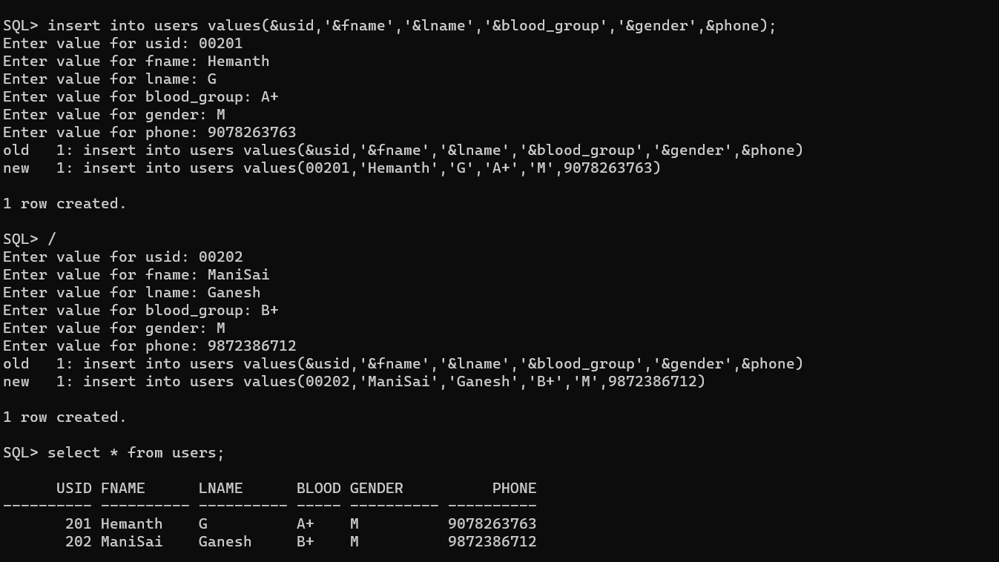 SQL> insert into users values(&usid,'&fname','&lname','&blood_group','&gender',&phone);
Enter value for usid: 00201
Enter value for fname: Hemanth
Enter value for lname: G
Enter value for blood_group: A+
Enter value for gender: M
Enter value for phone: 9078263763
old   1: insert into users values(&usid,'&fname','&lname','&blood_group','&gender',&phone)
new   1: insert into users values(00201,'Hemanth','G','A+','M',9078263763)
1 row created.
SQL> /
Enter value for usid: 00202
Enter value for fname: ManiSai
Enter value for lname: Ganesh
Enter value for blood_group: B+
Enter value for gender: M
Enter value for phone: 9872386712
old   1: insert into users values(&usid,'&fname','&lname','&blood_group','&gender',&phone)
new   1: insert into users values(00202,'ManiSai','Ganesh','B+','M',9872386712)
1 row created.
SQL> select * from users;
      USID FNAME      LNAME      BLOOD GENDER          PHONE
---------- ---------- ---------- ----- ---------- ----------
       201 Hemanth    G          A+    M          9078263763
       202 ManiSai    Ganesh     B+    M          9872386712